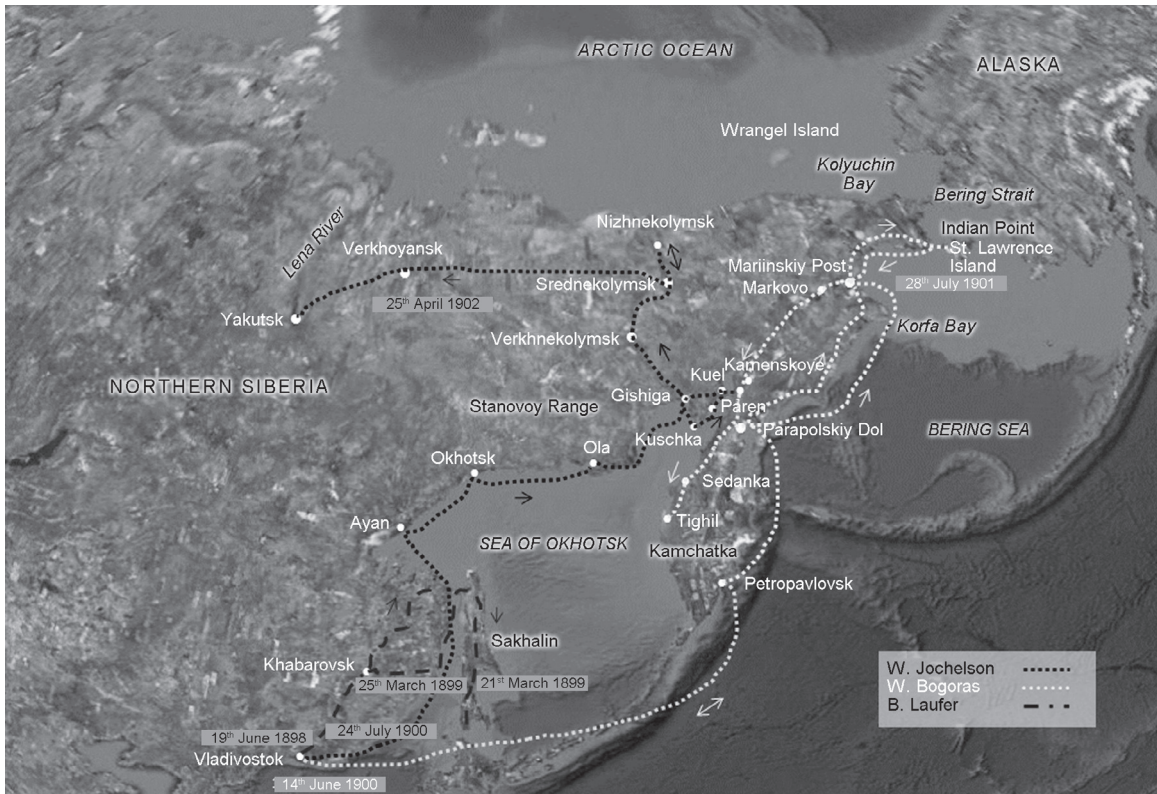 ARCTIC OCEAN
ALASKA
Wrangel Island
Kolyuchin
Bay
Bering Strait
Lena River
Nizhnekolymsk
Indian Point
Verkhoyansk
St. Lawrence
Island
Mariinskiy Post
Srednekolymsk
Markovo
28th July 1901
25th April 1902
Yakutsk
Korfa Bay
Verkhnekolymsk
Kamenskoye
Kuel
NORTHERN SIBERIA
Gishiga
Stanovoy Range
Paren
Parapolskiy Dol
BERING SEA
Kuschka
Ola
Okhotsk
Sedanka
Ayan
Tighil
SEA OF OKHOTSK
Kamchatka
Petropavlovsk
Sakhalin
Khabarovsk
25th March 1899
21st March 1899
W. Jochelson
W. Bogoras
B. Laufer
24th July 1900
19th June 1898
Vladivostok
14th June 1900